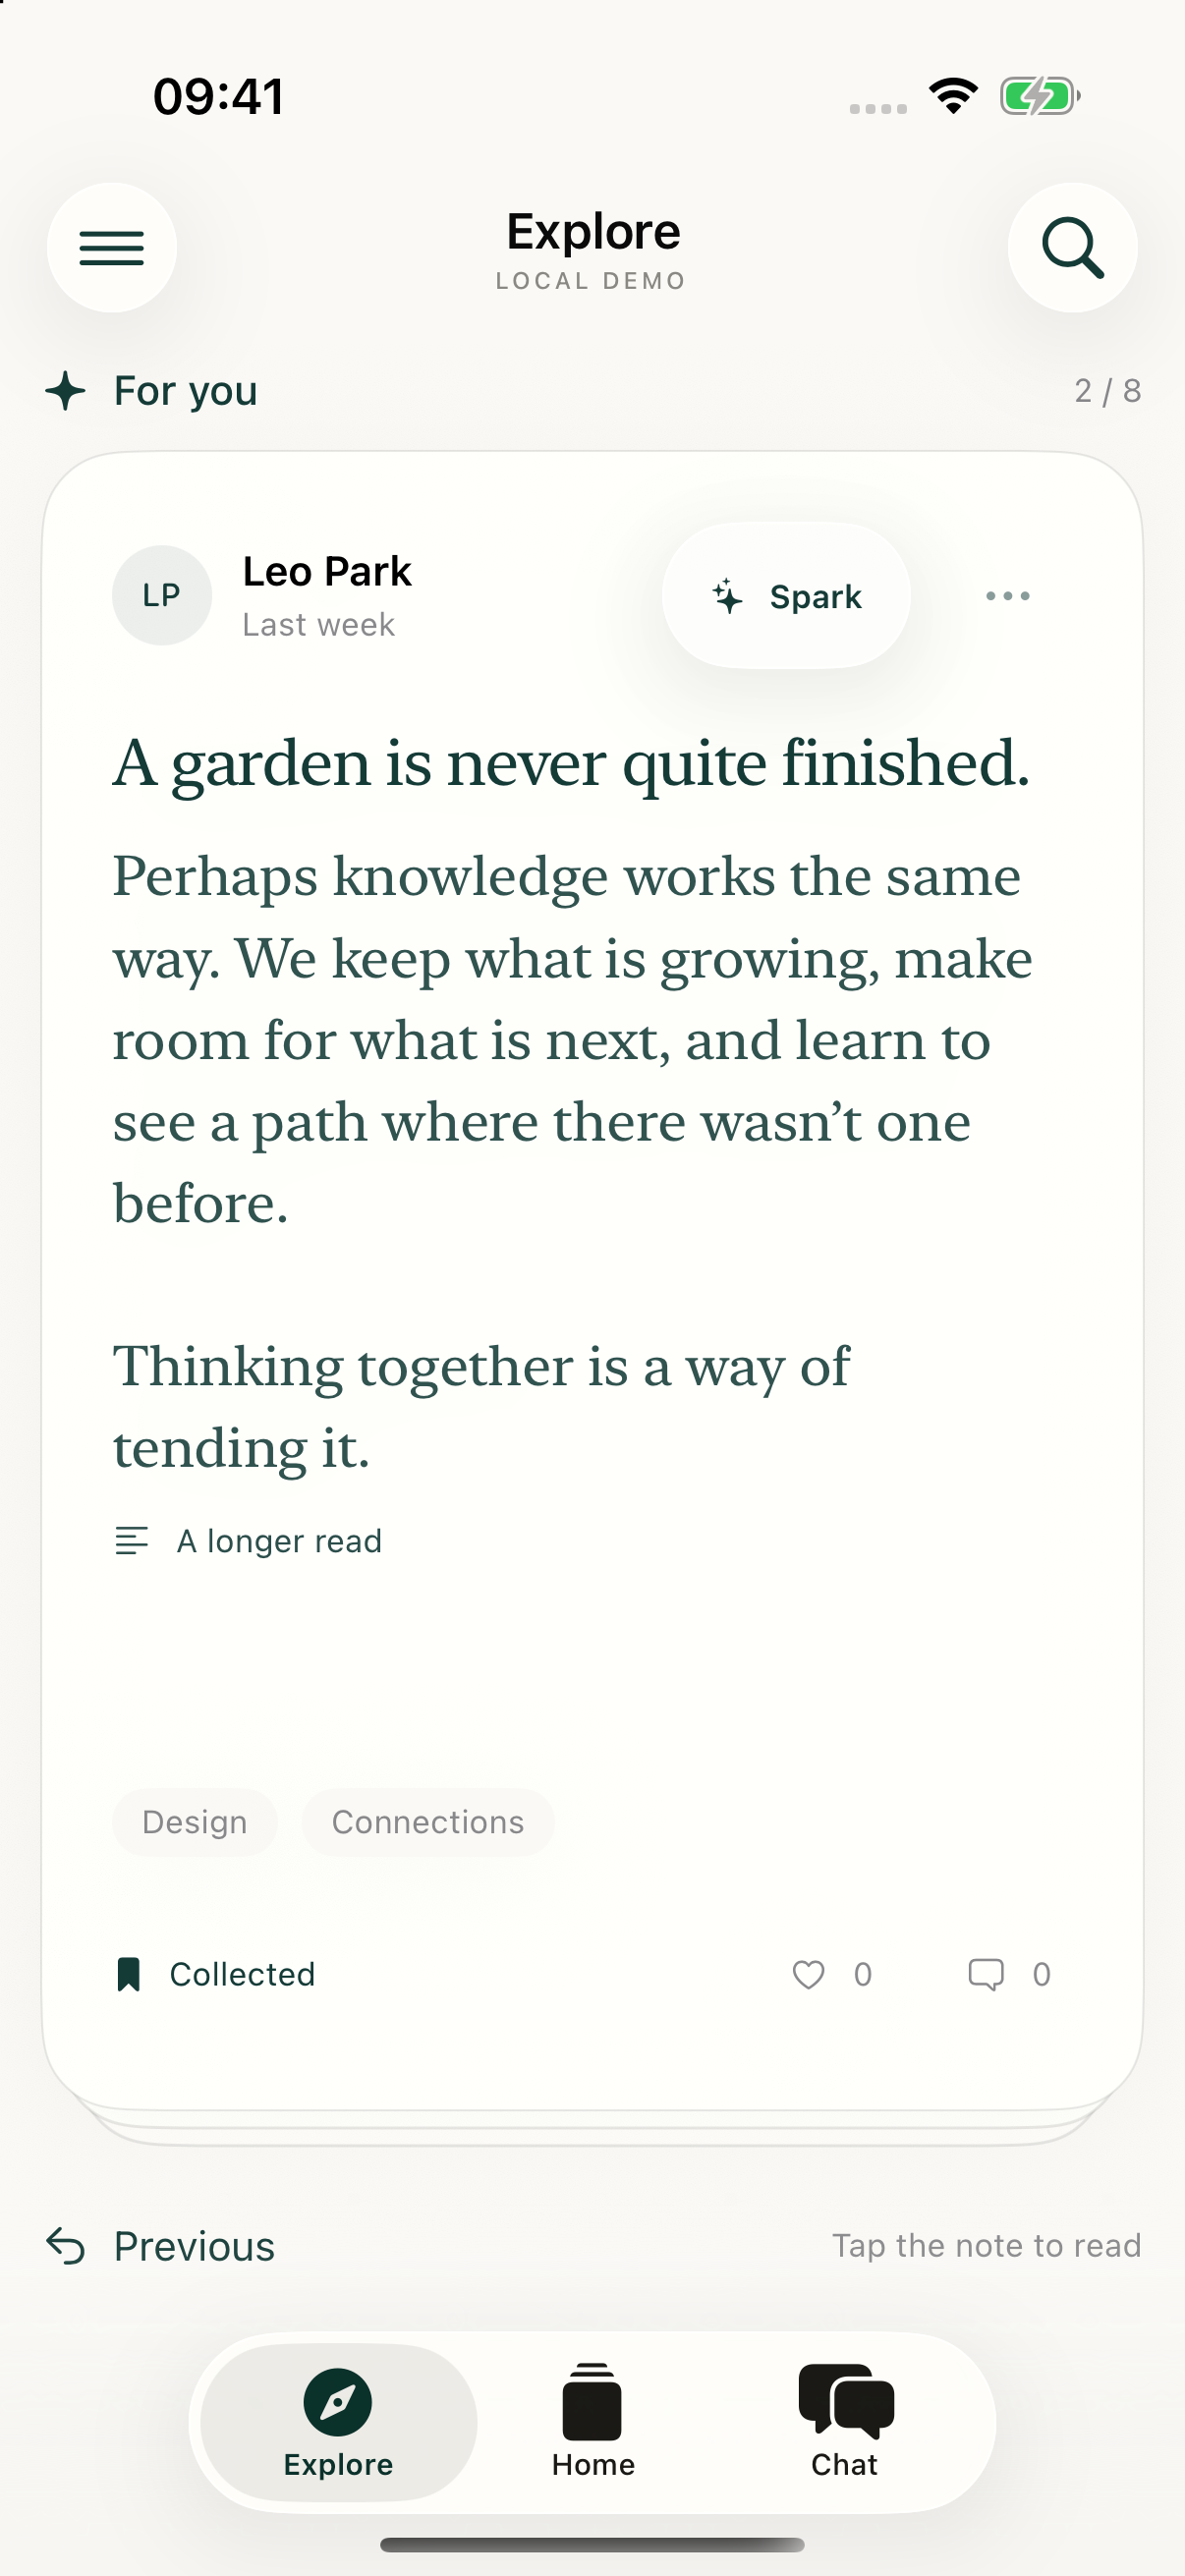 09:41
Explore
LOCAL DEMO
For you
2 / 8
LP
Leo Park
Last week
Spark
A garden is never quite finished.
Perhaps knowledge works the same
way. We keep what is growing, make
room for what is next, and learn to
see a path where there wasn’t one
before.
Thinking together is a way of
tending it.
A longer read
Design
Connections
Collected
0
0
Previous
Tap the note to read
Explore
Home
Chat